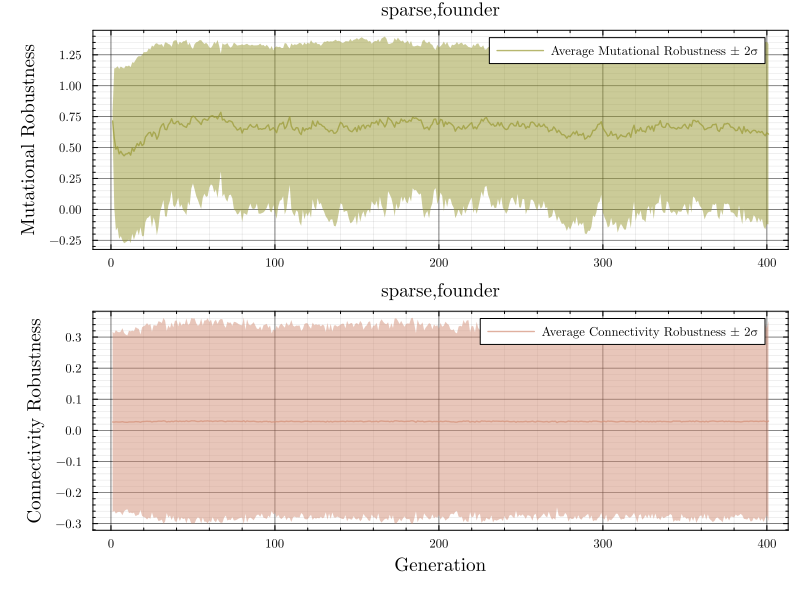 sparse,founder
Mutational Robustness
Average Mutational Robustness ± 2σ
1.25
1.00
0.75
0.50
0.25
0.00
−0.25
0 100 200 300 400
sparse,founder
Connectivity Robustness
Average Connectivity Robustness ± 2σ
0.3
0.2
0.1
0.0
−0.1
−0.2
−0.3
0 100 200 300 400
Generation